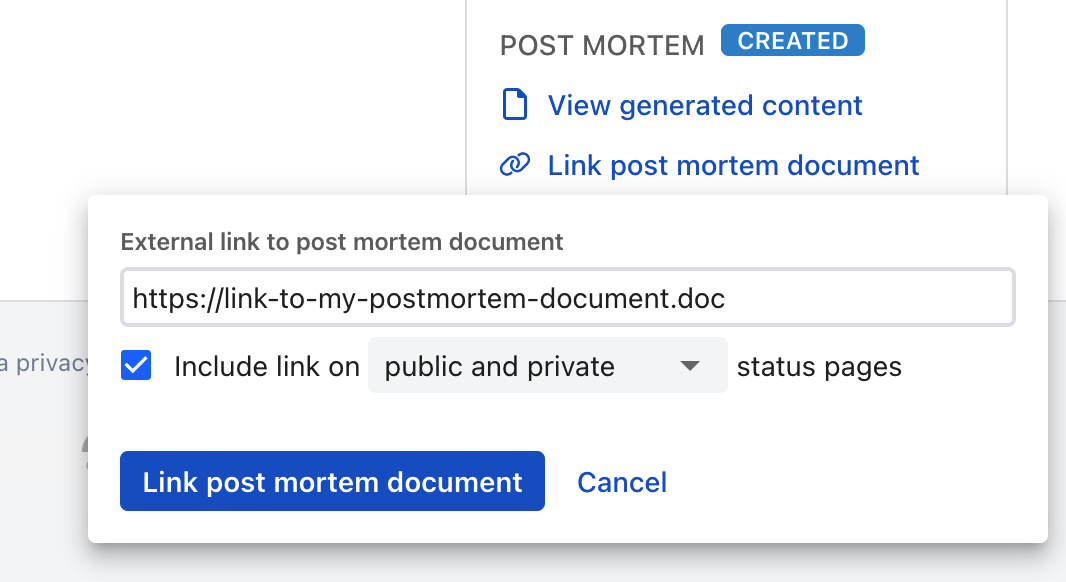 POST MORTEM CREATED
View generated content
Link post mortem document
External link to post mortem document
https://link-to-my-postmortem-document.doc
a privacy
Include link on public and private status pages
Link post mortem document Cancel